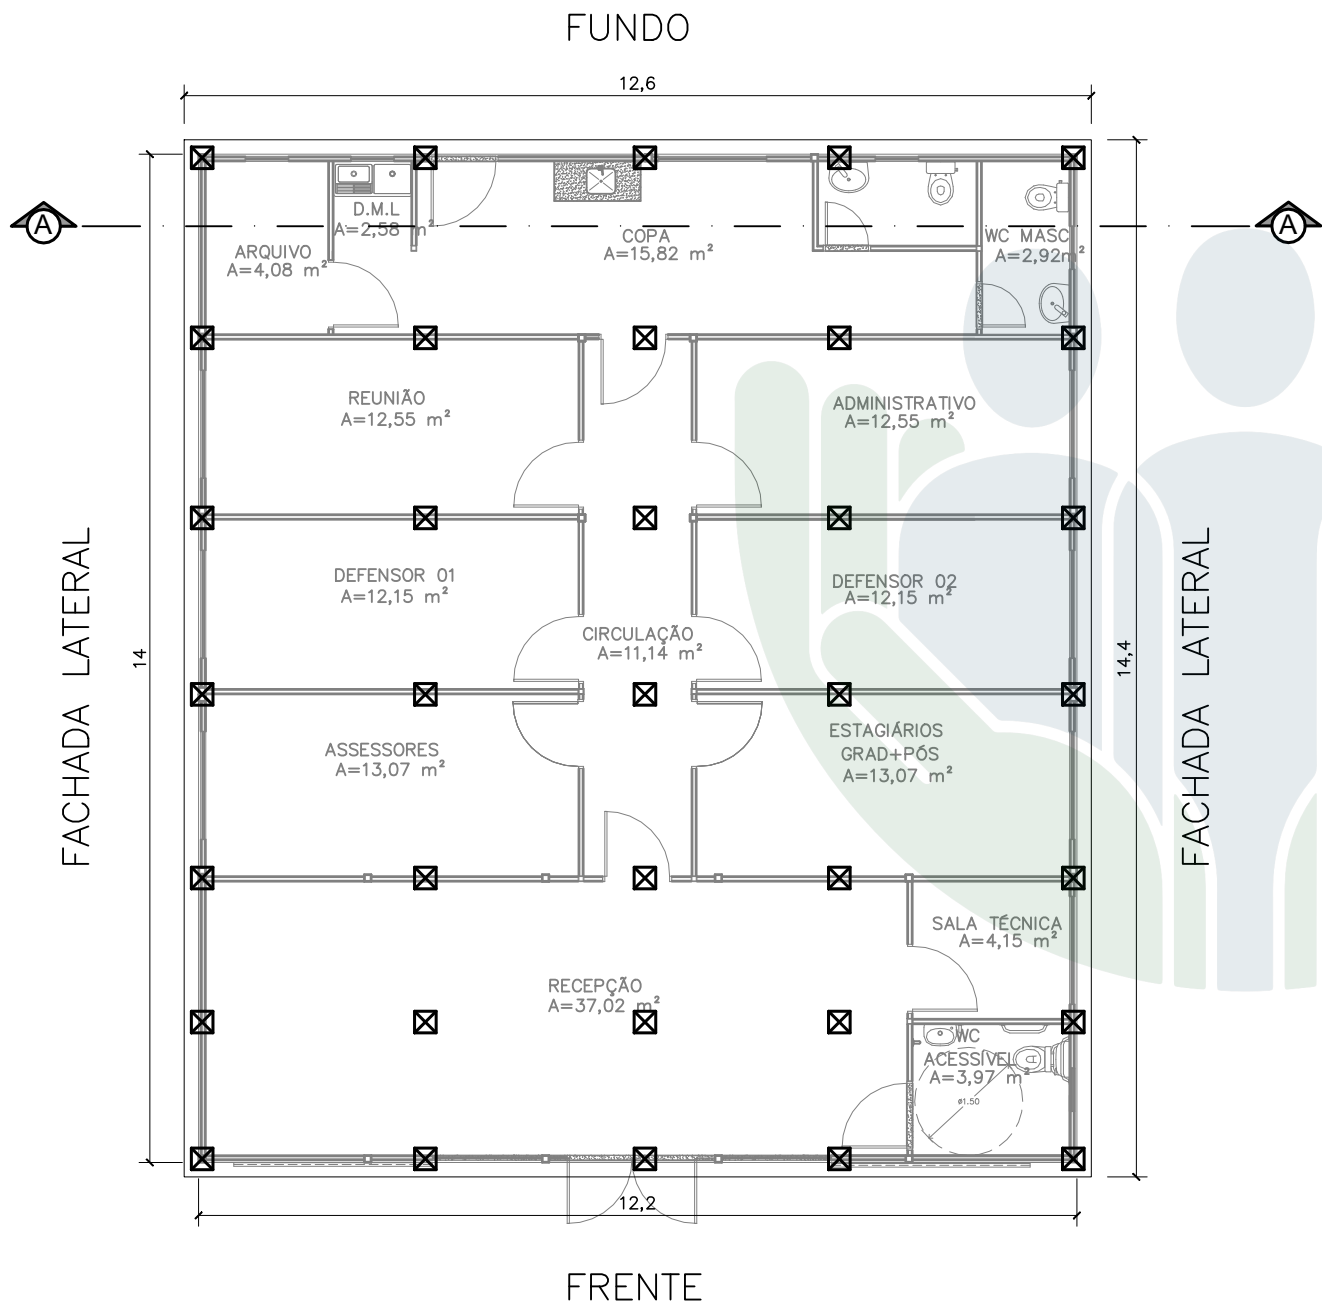 FUNDO
12,6
A
A
D.M.L
A=2,58 m²
ARQUIVO
A=4,08 m²
COPA
A=15,82 m²
WC MASC
A=2,92m²
REUNIÃO
A=12,55 m²
ADMINISTRATIVO
A=12,55 m²
FACHADA LATERAL
14
DEFENSOR 01
A=12,15 m²
DEFENSOR 02
A=12,15 m²
CIRCULAÇÃO
A=11,14 m²
14,4
FACHADA LATERAL
ASSESSORES
A=13,07 m²
ESTAGIÁRIOS
GRAD+PÓS
A=13,07 m²
SALA TÉCNICA
A=4,15 m²
RECEPÇÃO
A=37,02 m²
WC
ACESSÍVEL
A=3,97 m²
ø1.50
12,2
FRENTE